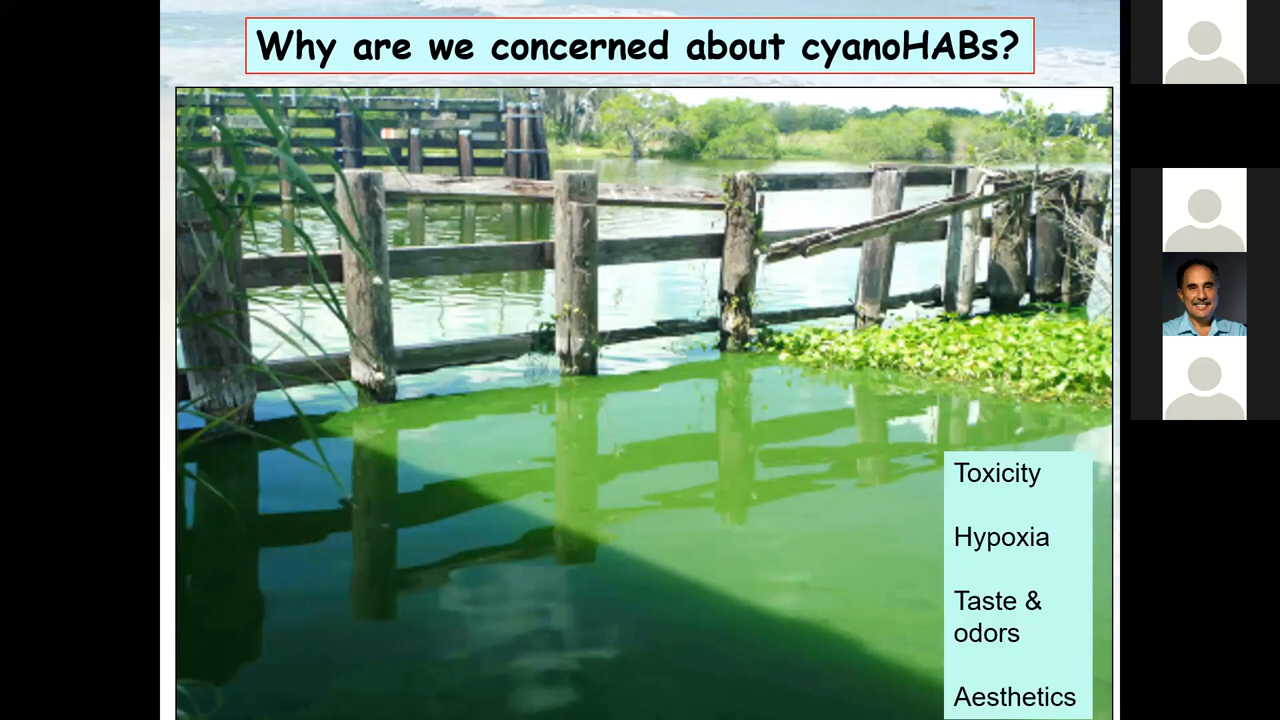 Why are we concerned about cyanoHABs?
Toxicity
Hypoxia
Taste &
odors
Aesthetics